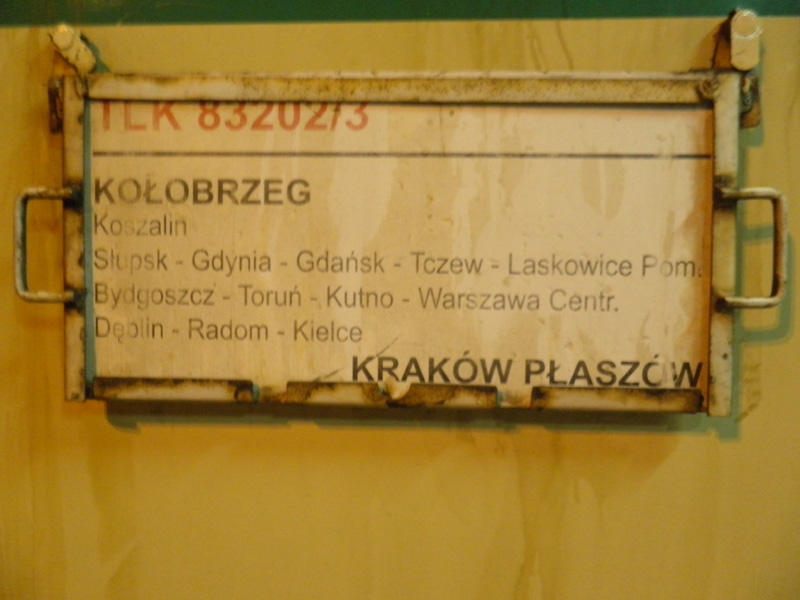 TLK 83202/3
KOŁOBRZEG
Koszalin
Słupsk - Gdynia - Gdańsk - Tczew - Laskowice Pom.
Bydgoszcz - Toruń - Kutno - Warszawa Centr.
Dęblin - Radom - Kielce
KRAKÓW PŁASZÓW